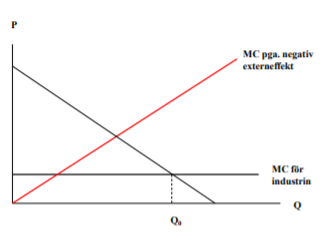 P
MC pga. negativ
externeffekt
MC för
industrin
Q
Q₀